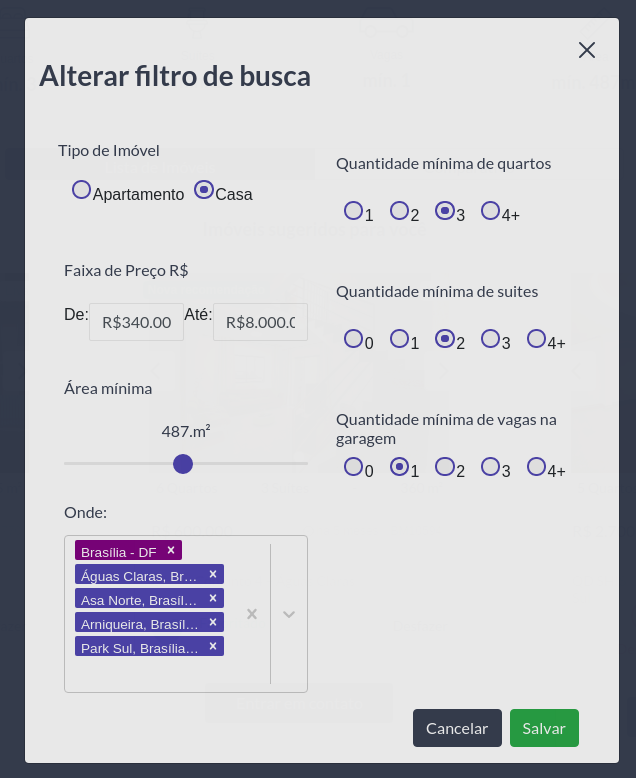 Alterar filtro de busca
Tipo de Imóvel
Apartamento Casa
Faixa de Preço R$
De: R$340.00 Até: R$8.000.0
Área mínima
487.m²
Onde:
Brasília - DF
Águas Claras, Br...
Asa Norte, Brasíl...
Arniqueira, Brasíl...
Park Sul, Brasília...
Quantidade mínima de quartos
1 2 3 4+
Quantidade mínima de suites
0 1 2 3 4+
Quantidade mínima de vagas na
garagem
0 1 2 3 4+
Cancelar Salvar